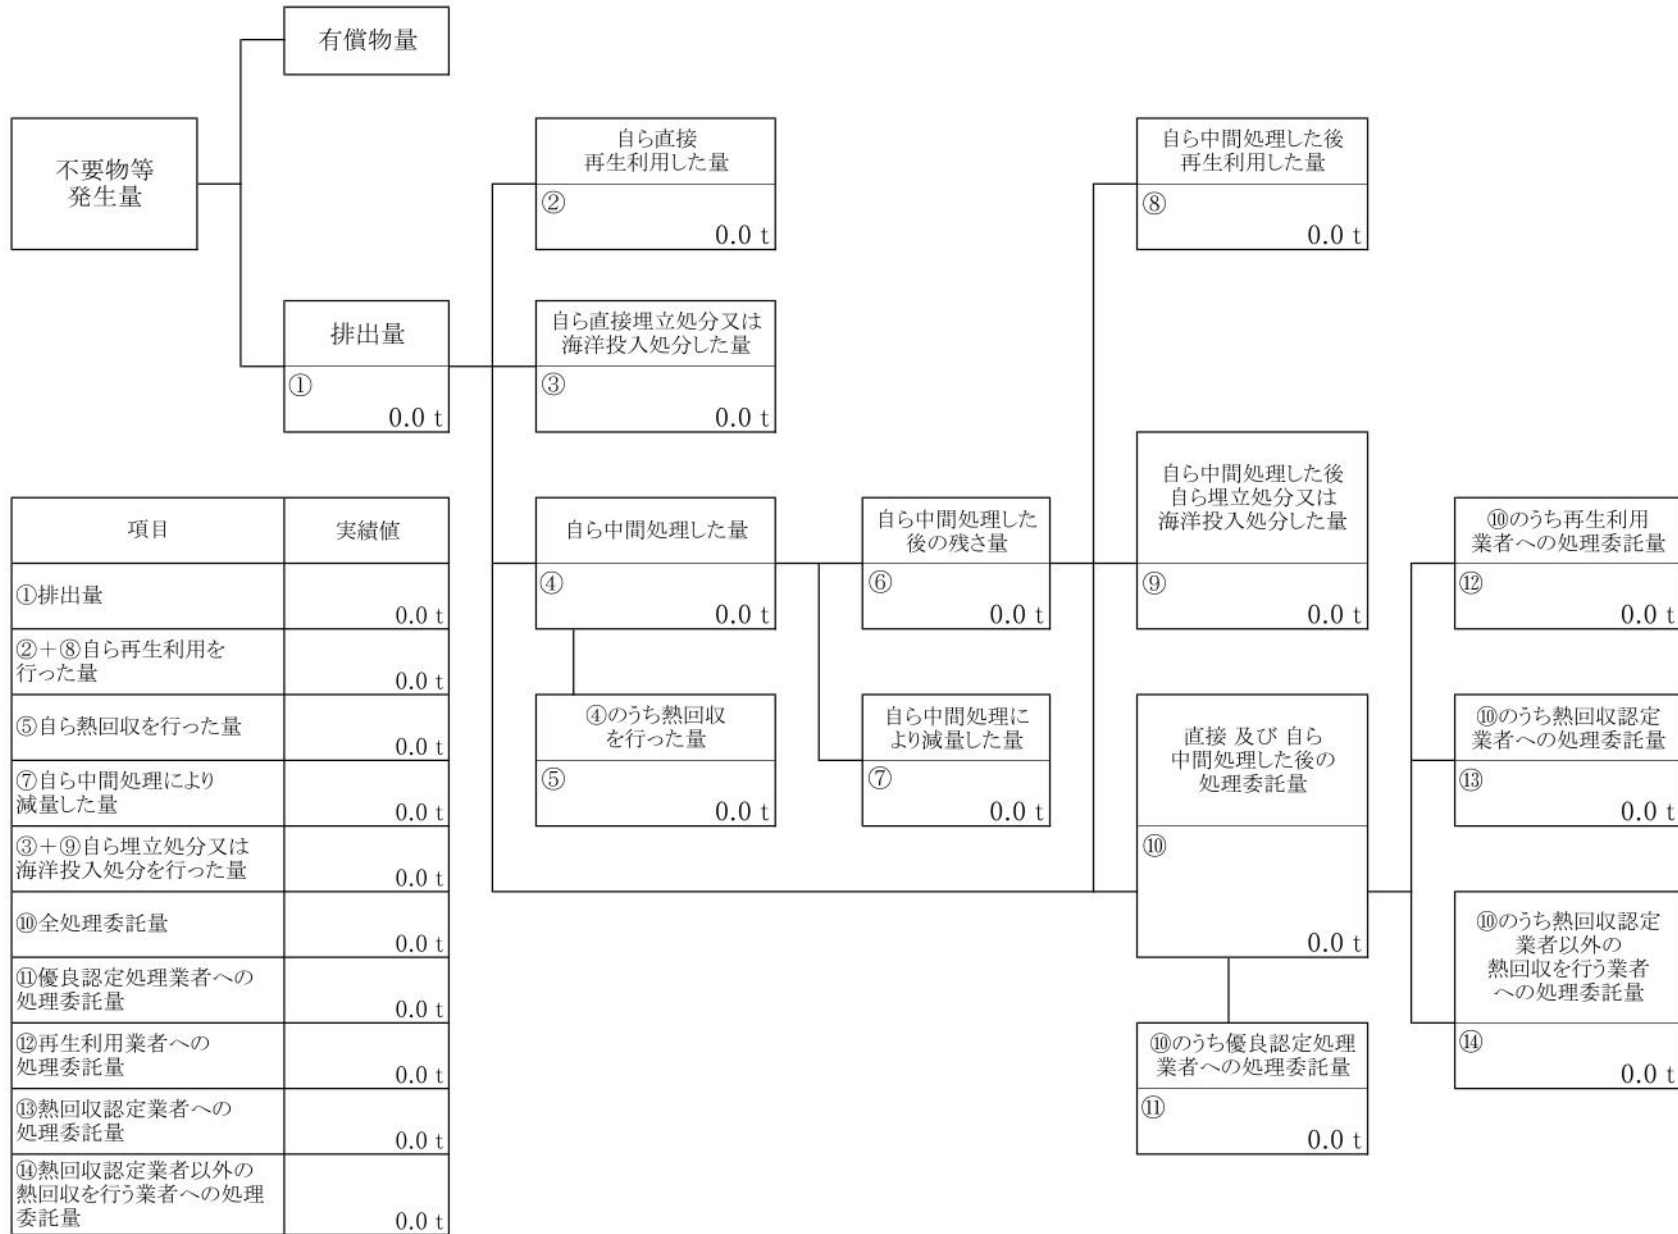 有償物量
不要物等
発生量
自ら直接
再生利用した量
②
0.0 t
自ら中間処理した後
再生利用した量
⑧
0.0 t
排出量
①
0.0 t
自ら直接埋立処分又は
海洋投入処分した量
③
0.0 t
自ら中間処理した量
④
0.0 t
自ら中間処理した
後の残さ量
⑥
0.0 t
自ら中間処理した後
自ら埋立処分又は
海洋投入処分した量
⑨
0.0 t
⑩のうち再生利用
業者への処理委託量
⑫
0.0 t
④のうち熱回収
を行った量
⑤
0.0 t
自ら中間処理に
より減量した量
⑦
0.0 t
直接 及び 自ら
中間処理した後の
処理委託量
⑩
0.0 t
⑩のうち熱回収認定
業者への処理委託量
⑬
0.0 t
⑩のうち熱回収認定
業者以外の
熱回収を行う業者
への処理委託量
⑭
0.0 t
⑩のうち優良認定処理
業者への処理委託量
⑪
0.0 t
項目 実績値
①排出量
0.0 t
②＋⑧自ら再生利用を
行った量
0.0 t
⑤自ら熱回収を行った量
0.0 t
⑦自ら中間処理により
減量した量
0.0 t
③＋⑨自ら埋立処分又は
海洋投入処分を行った量
0.0 t
⑩全処理委託量
0.0 t
⑪優良認定処理業者への
処理委託量
0.0 t
⑫再生利用業者への
処理委託量
0.0 t
⑬熱回収認定業者への
処理委託量
0.0 t
⑭熱回収認定業者以外の
熱回収を行う業者への処理
委託量
0.0 t